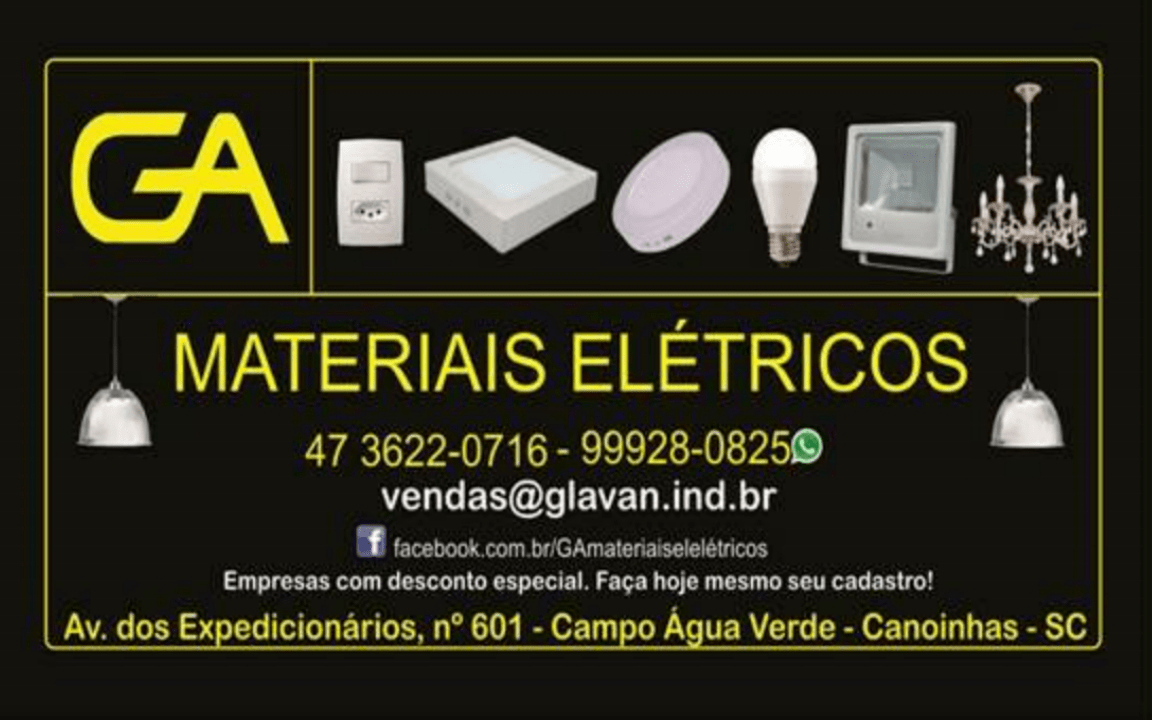 GA
MATERIAIS ELÉTRICOS
47 3622-0716 - 99928-0825
vendas@glavan.ind.br
f facebook.com.br/GAmateriaiselelétricos
Empresas com desconto especial. Faça hoje mesmo seu cadastro!
Av. dos Expedicionários, nº 601 - Campo Água Verde - Canoinhas - SC